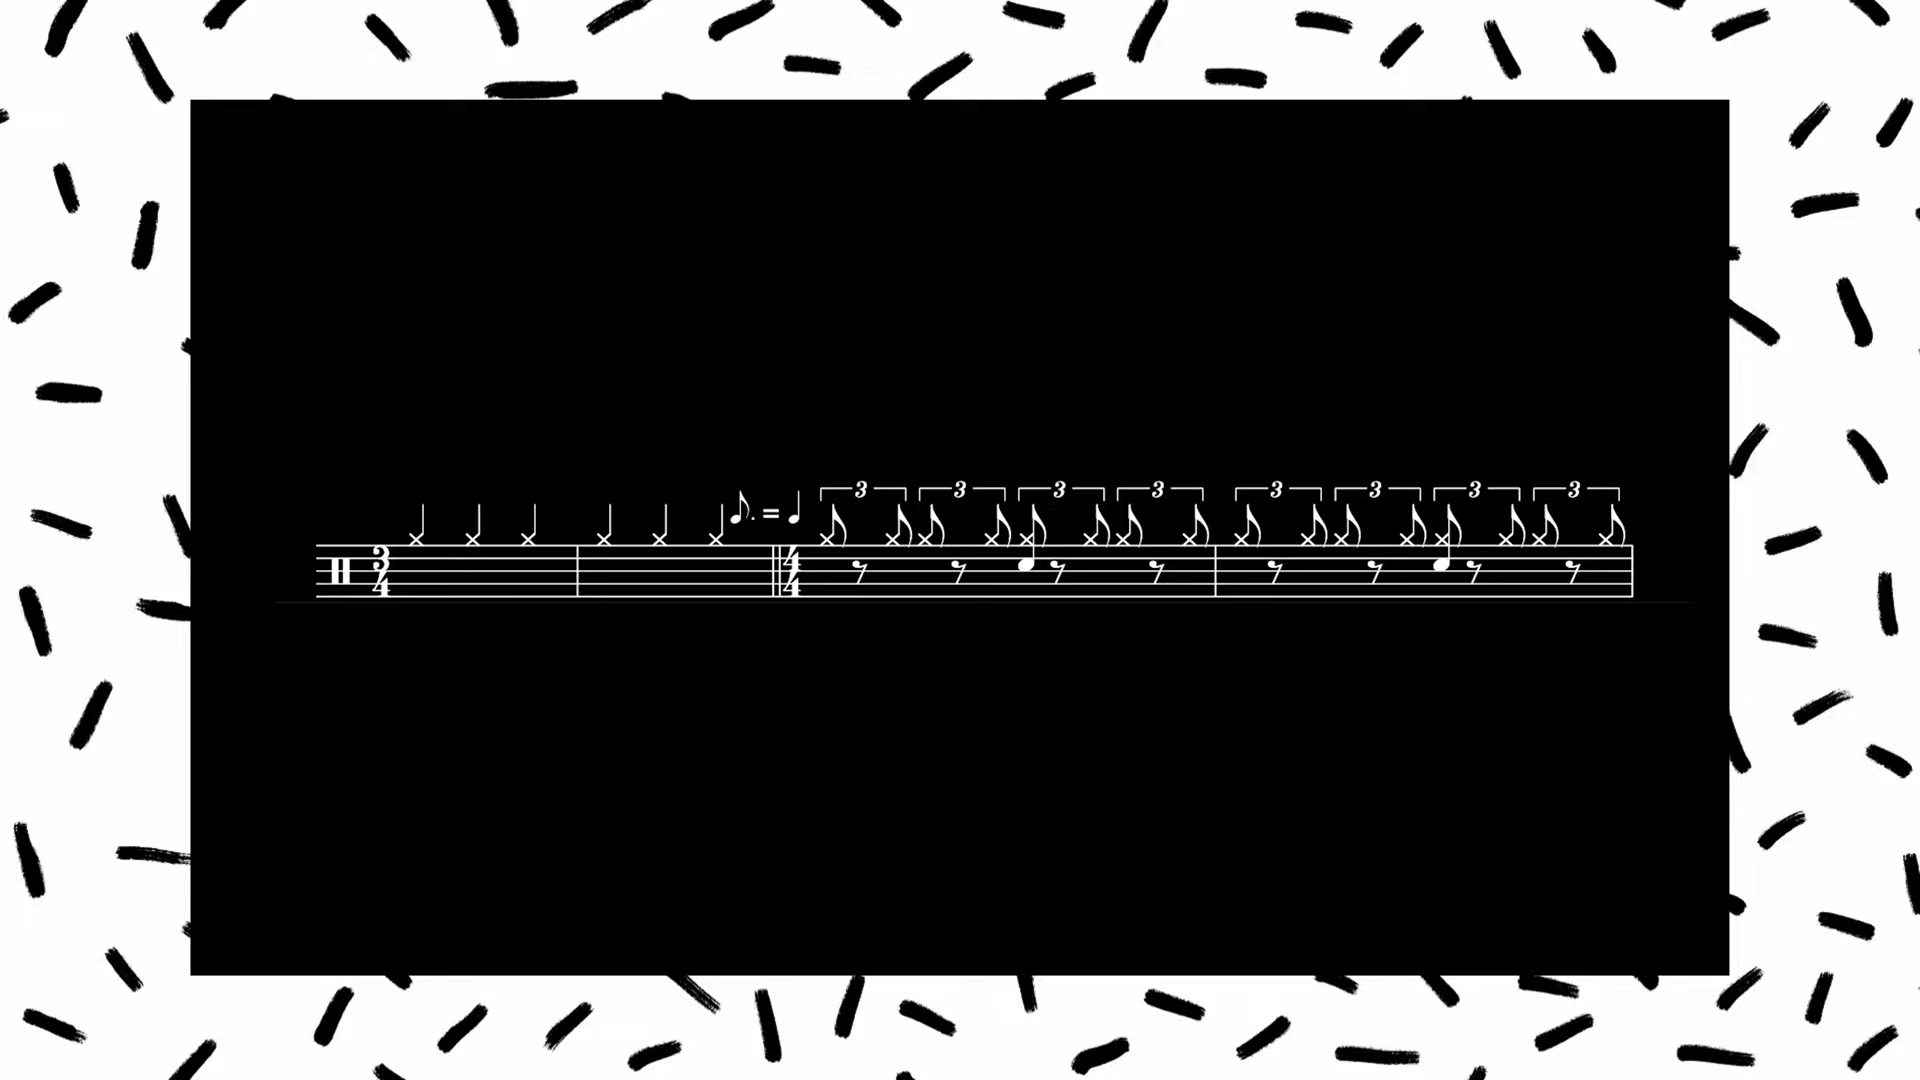 3 3 3 3 3 3 3 3
♪. = ♩
3 4
4 4